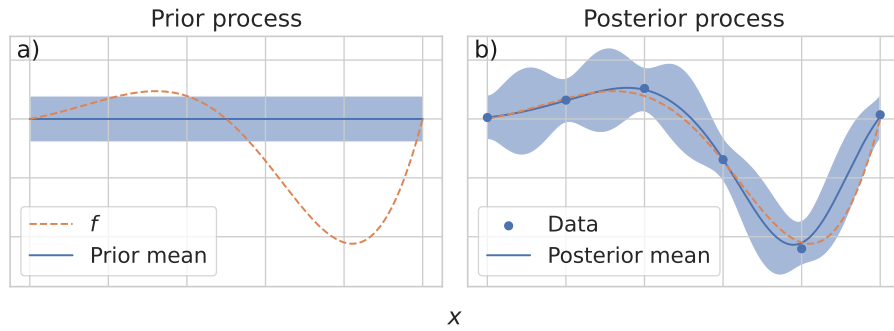 Prior process
a)
f
Prior mean
Posterior process
b)
Data
Posterior mean
x